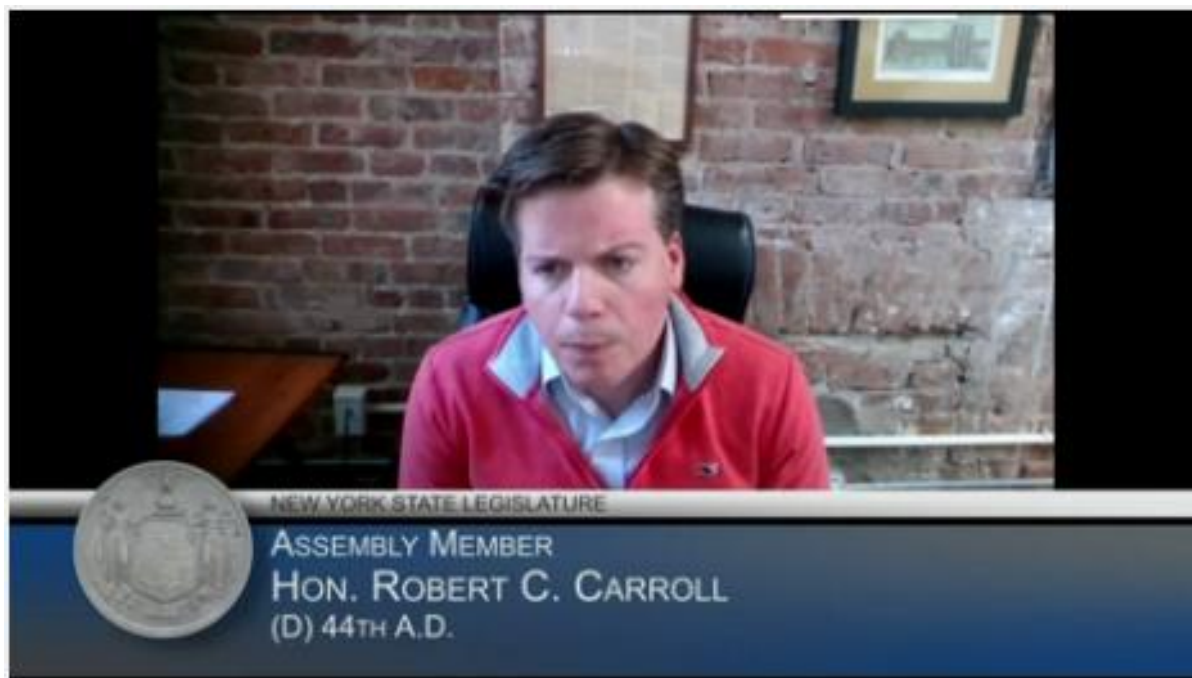 NEW YORK STATE LEGISLATURE
ASSEMBLY MEMBER
HON. ROBERT C. CARROLL
(D) 44TH A.D.